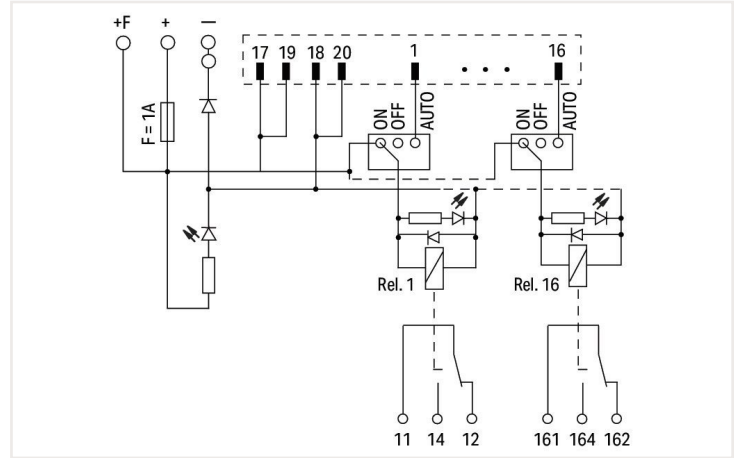 +F + —
17 19 18 20 1 • • • 16
F = 1A
ON OFF AUTO
ON OFF AUTO
Rel. 1
Rel. 16
11 14 12
161 164 162